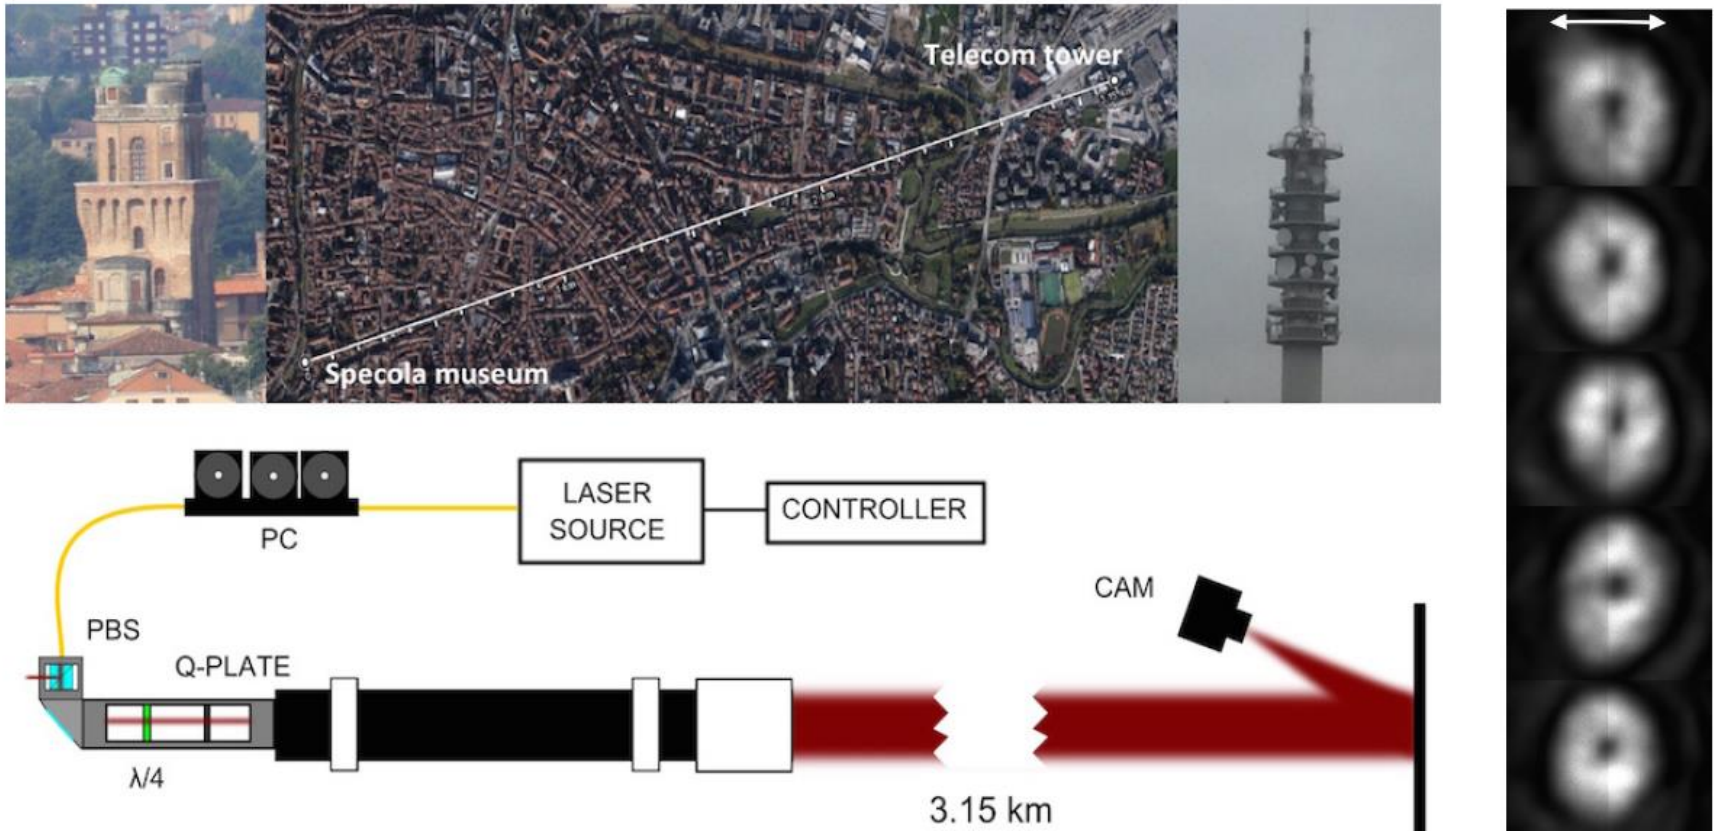 Telecom tower
Specola museum
LASER
SOURCE
CONTROLLER
PC
CAM
PBS
Q-PLATE
λ/4
3.15 km